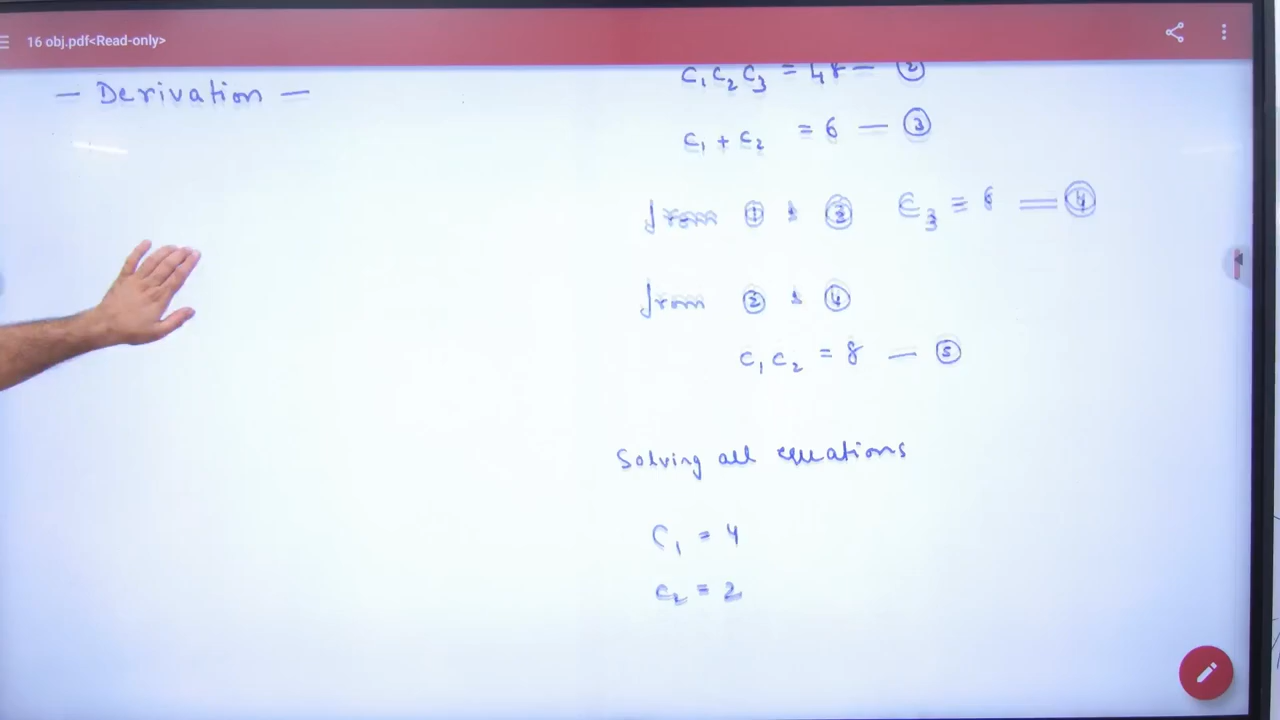 16 obj.pdf<Read-only>
— Derivation —
C₁C₂C₃ = 48 — ②
C₁ + C₂ = 6 — ③
from ① & ③ C₃ = 6 — ④
from ② & ④
C₁C₂ = 8 — ⑤
Solving all equations
C₁ = 4
C₂ = 2